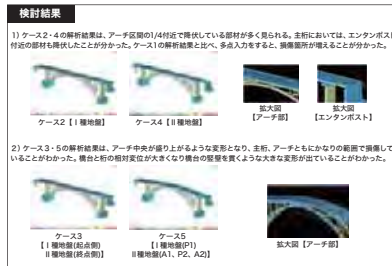 検討結果
1）ケース2・4の解析結果は、アーチ区間の1/4付近で降伏している部材が多く見られる。主桁においては、エンタンポスト
付近の部材も降伏したことが分かった。ケース1の解析結果と比べ、多点入力をすると、損傷箇所が増えることが分かった。
ケース2【Ⅰ種地盤】
ケース4【Ⅱ種地盤】
拡大図
【アーチ部】
拡大図
【エンタンポスト】
2）ケース3・5の解析結果は、アーチ中央が盛り上がるような変形となり、主桁、アーチともにかなりの範囲で損傷して
いることがわかった。橋台と桁の相対変位が大きくなり橋台の竪壁を貫くような大きな変形が出ていることがわかった。
ケース3
【Ⅰ種地盤(起点側)
Ⅱ種地盤(終点側)】
ケース5
【Ⅰ種地盤(P1)
Ⅱ種地盤(A1、P2、A2)】
拡大図【アーチ部】